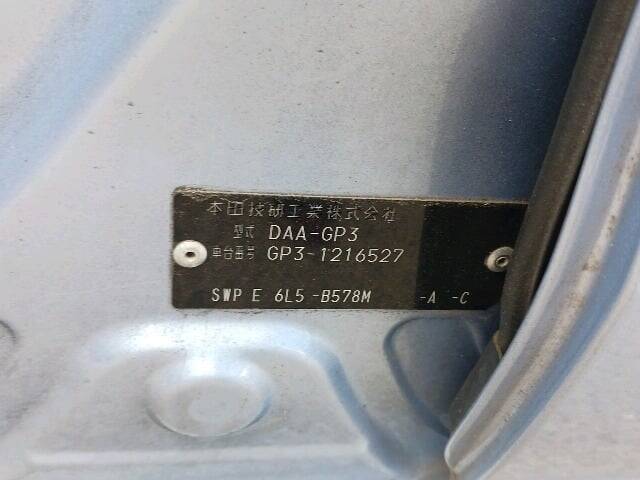 本田技研工業株式会社
型式 DAA-GP3
車台番号 GP3-1216527
SWP E 6L5 -B578M -A -C